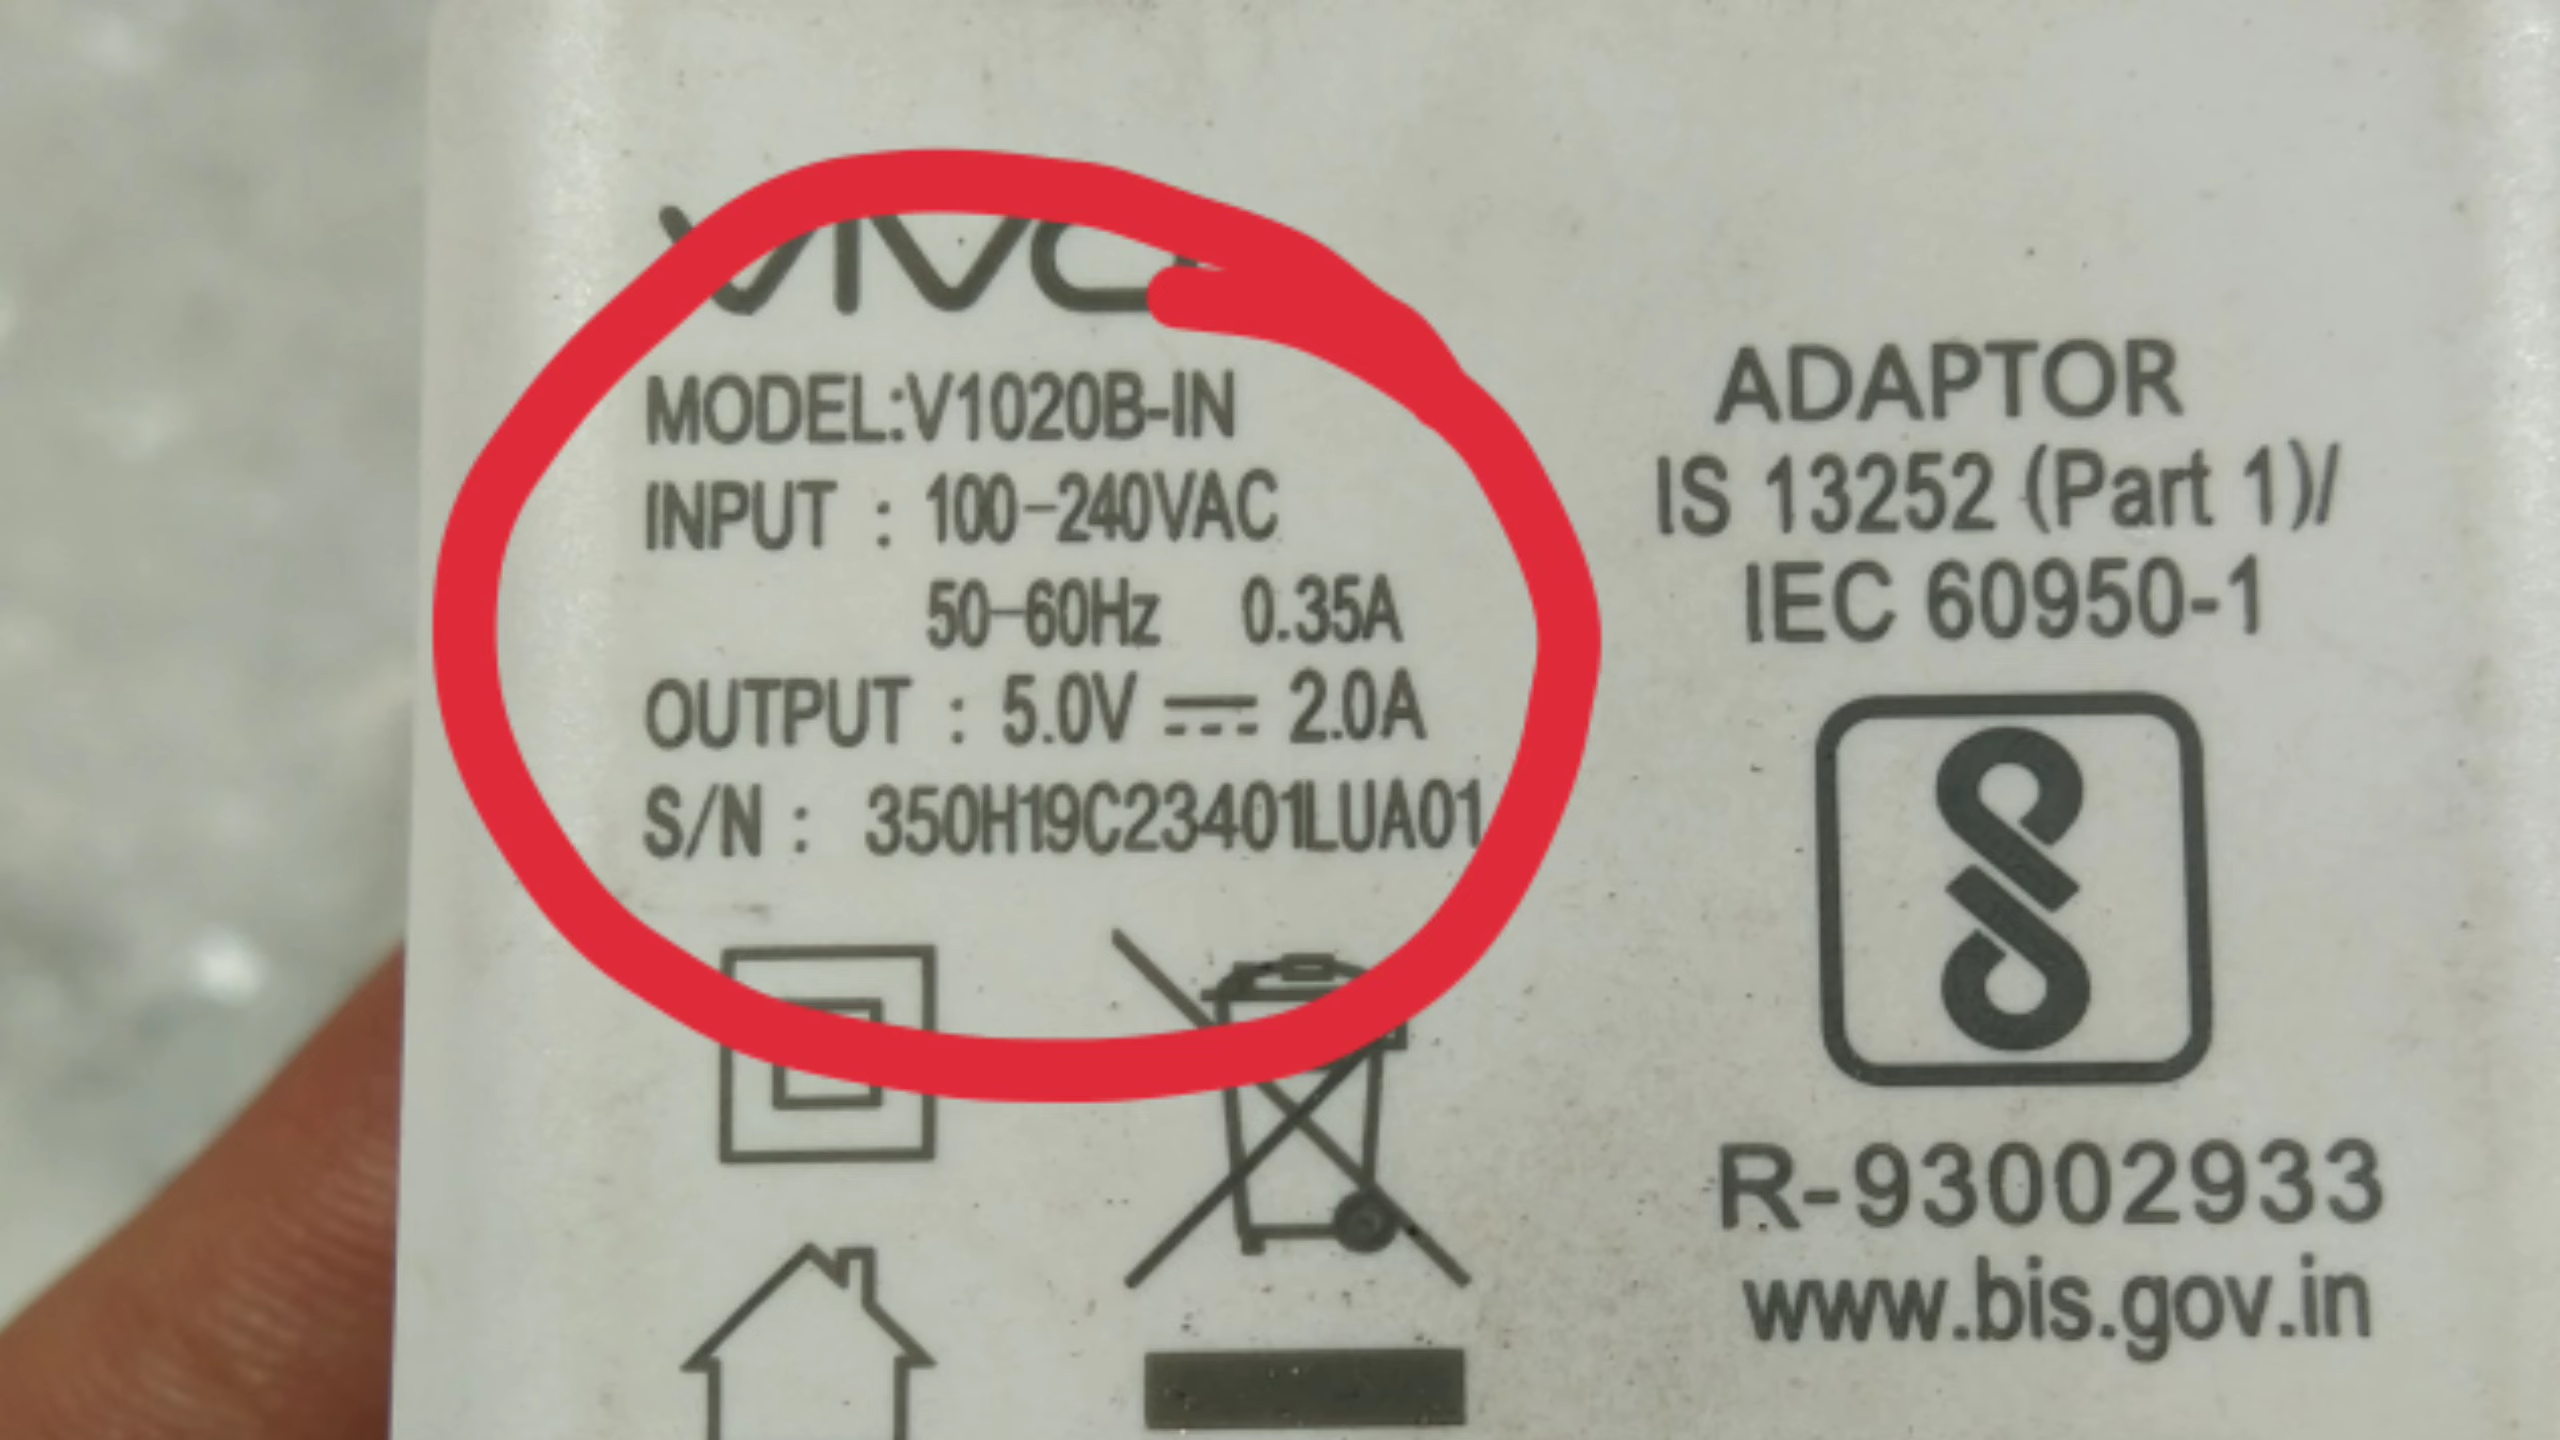 vivo
MODEL:V1020B-IN
INPUT : 100-240VAC
50-60Hz 0.35A
OUTPUT : 5.0V ⎓ 2.0A
S/N : 350H19C23401LUA01
ADAPTOR
IS 13252 (Part 1)/
IEC 60950-1
R-93002933
www.bis.gov.in